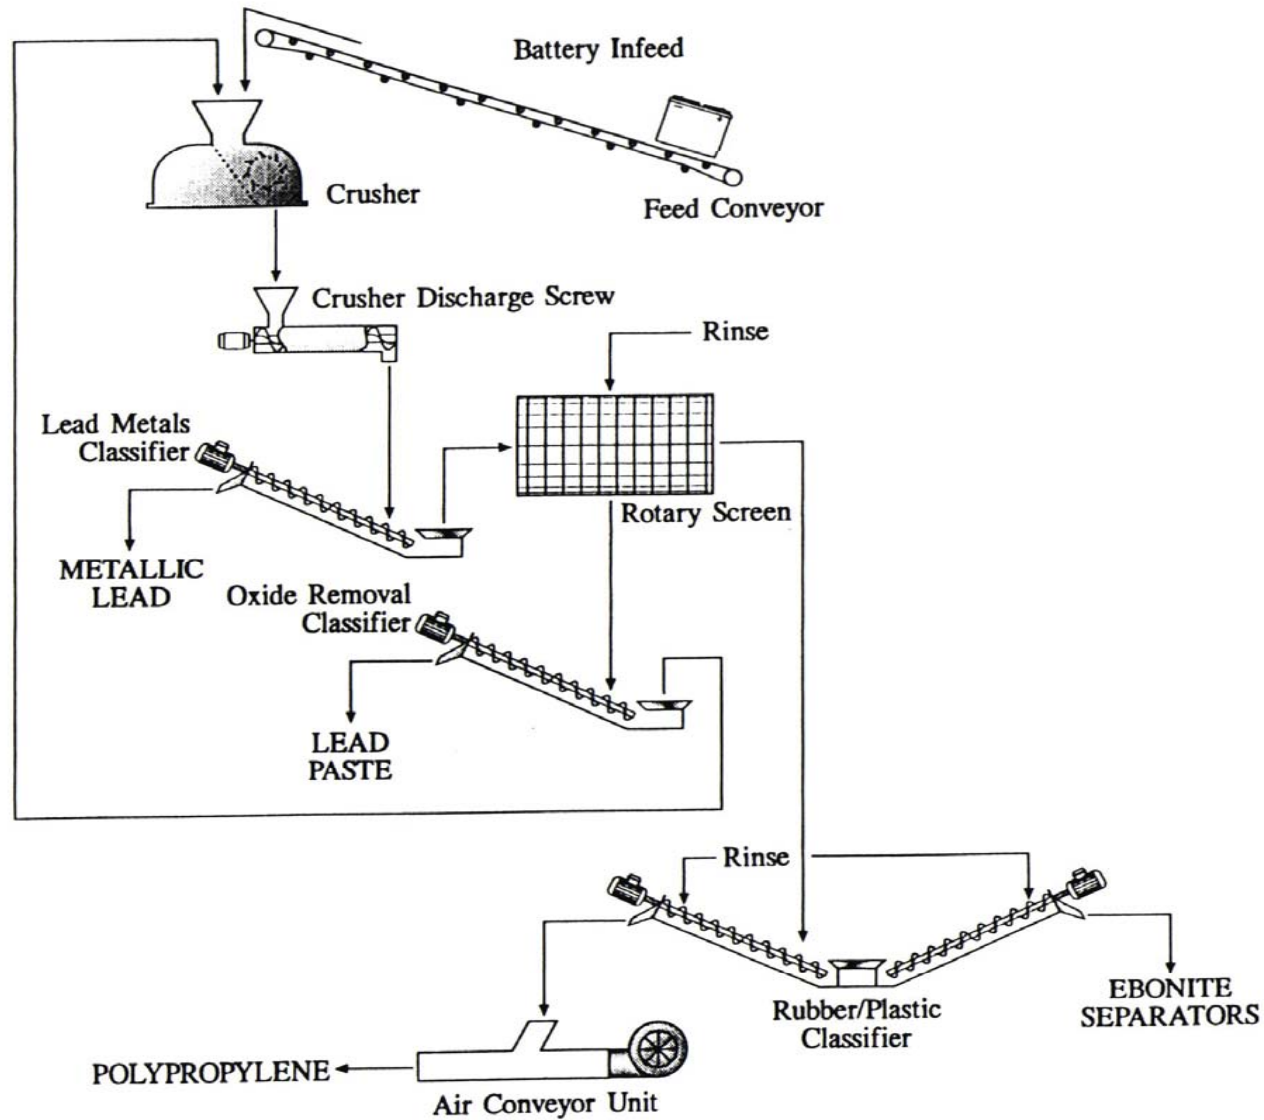 Battery Infeed
Crusher
Feed Conveyor
Crusher Discharge Screw
Rinse
Lead Metals
Classifier
Rotary Screen
METALLIC
LEAD
Oxide Removal
Classifier
LEAD
PASTE
Rinse
EBONITE
SEPARATORS
Rubber/Plastic
Classifier
POLYPROPYLENE
Air Conveyor Unit